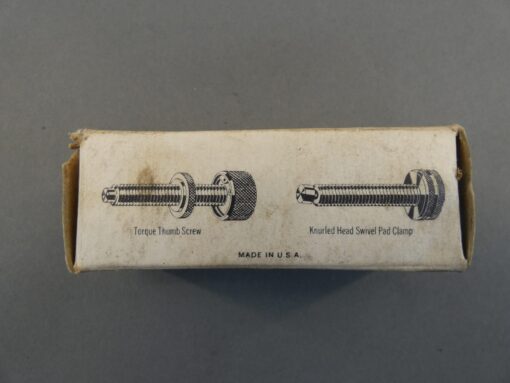 Torque Thumb Screw
Knurled Head Swivel Pad Clamp
MADE IN U.S.A.